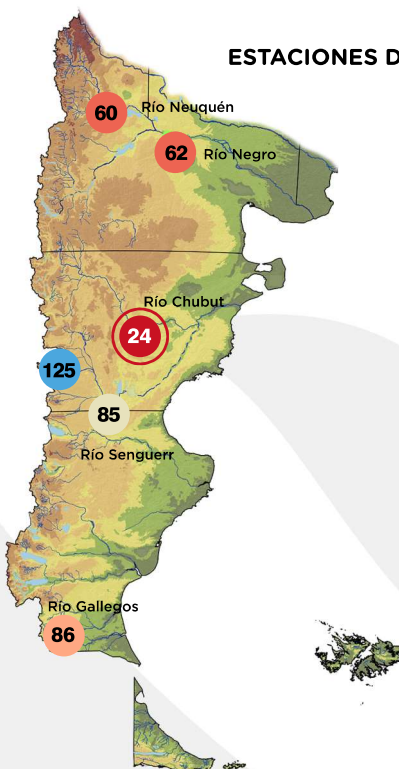 ESTACIONES D
60
Río Neuquén
62
Río Negro
Río Chubut
24
125
85
Río Senguerr
Río Gallegos
86